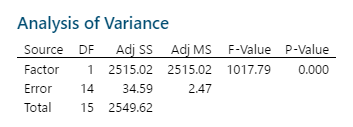 Analysis of Variance
Source DF Adj SS Adj MS F-Value P-Value
Factor 1 2515.02 2515.02 1017.79 0.000
Error 14 34.59 2.47
Total 15 2549.62